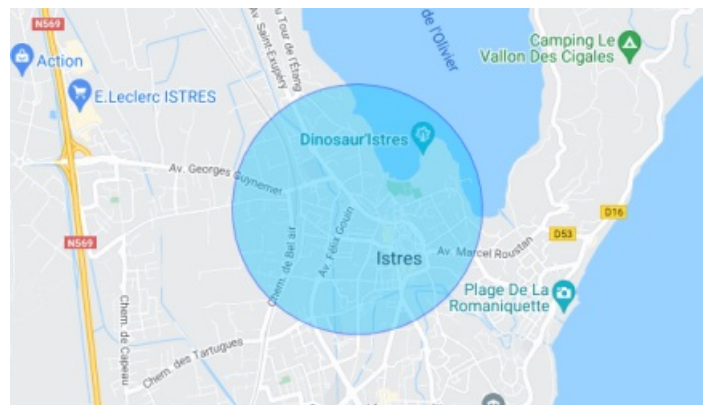 N569
Action
E.Leclerc ISTRES
Av. Saint-Exupéry
u Tour de l'Étang
de l'Olivier
Camping Le
Vallon Des Cigales
Dinosaur'Istres
Av. Georges Guynemer
N569
Chem. de Bel air
Av. Félix Gouin
Istres
Av. Marcel Roustan
D53
D16
Plage De La
Romaniquette
Chem. de Capeau
Chem. des Tartugues